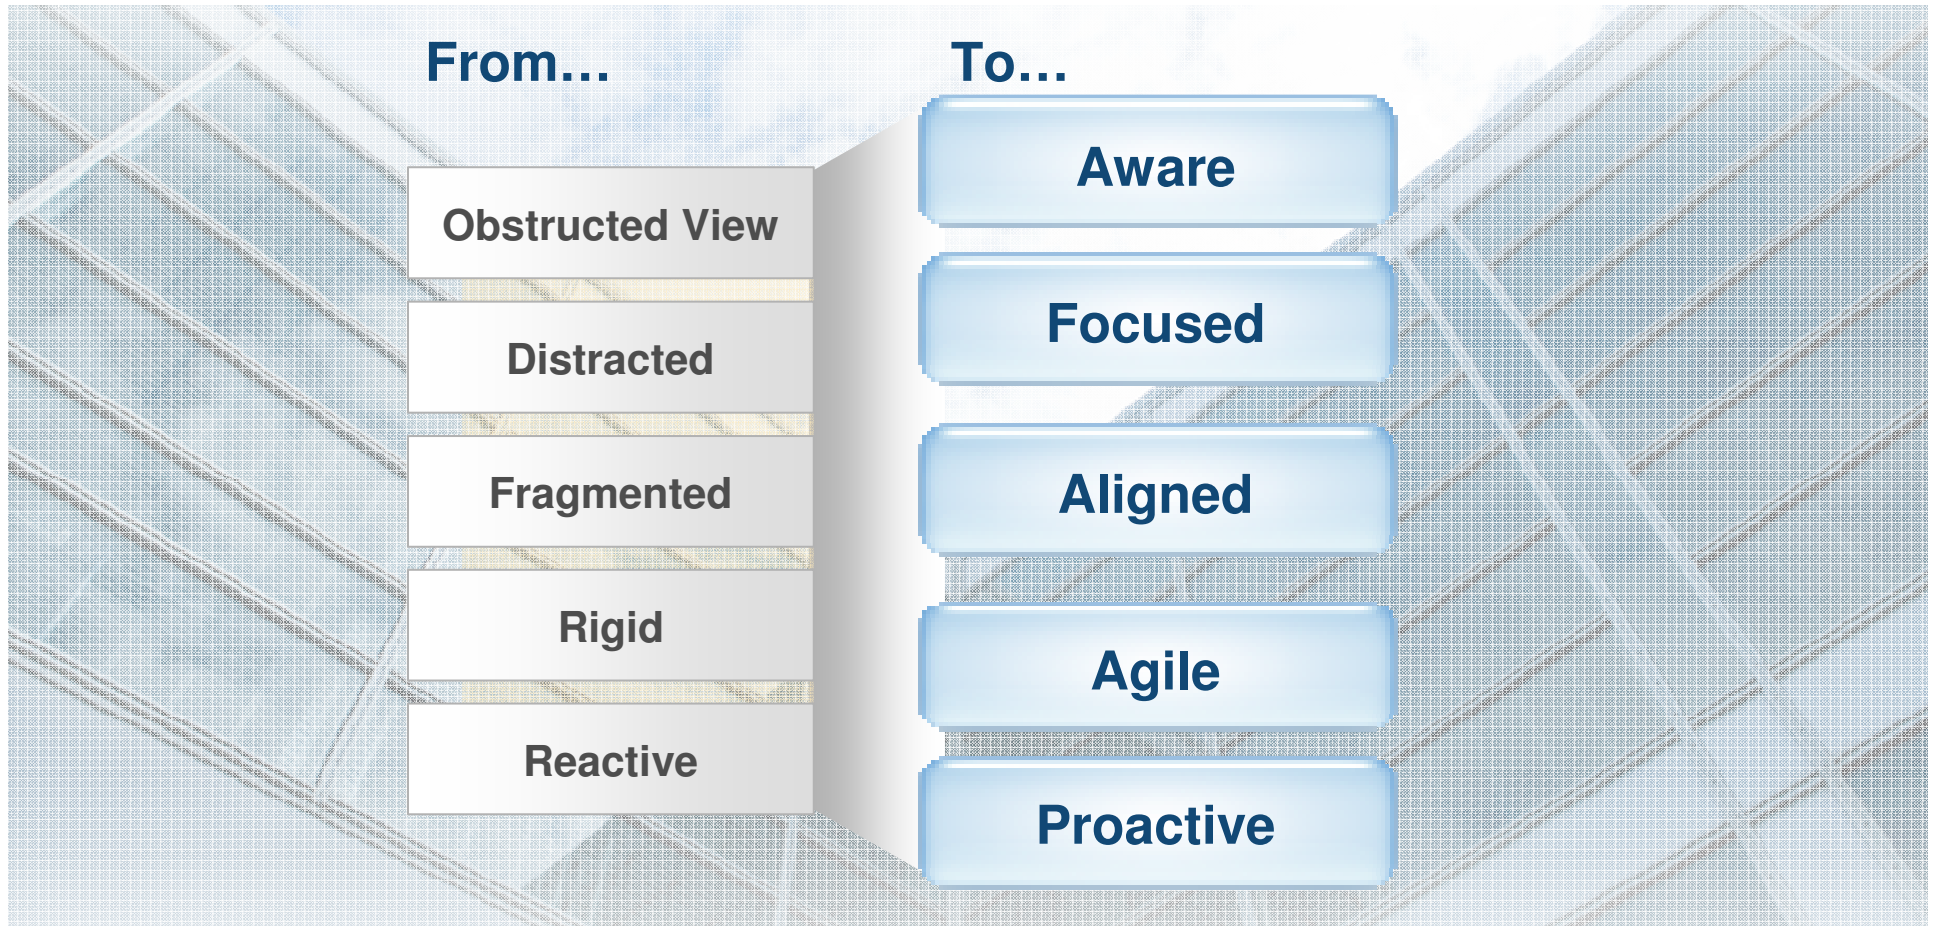 From…
To…
Obstructed View
Aware
Distracted
Focused
Fragmented
Aligned
Rigid
Agile
Reactive
Proactive